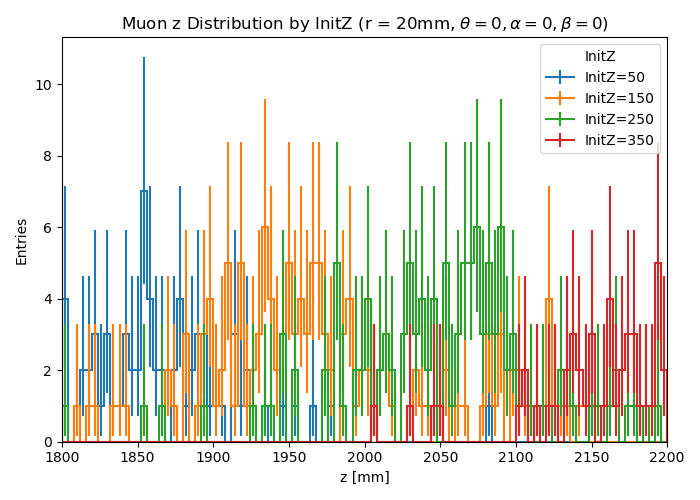 Muon z Distribution by InitZ (r = 20mm, θ = 0, α = 0, β = 0)
InitZ
InitZ=50
InitZ=150
InitZ=250
InitZ=350
Entries
10
8
6
4
2
0
1800 1850 1900 1950 2000 2050 2100 2150 2200
z [mm]